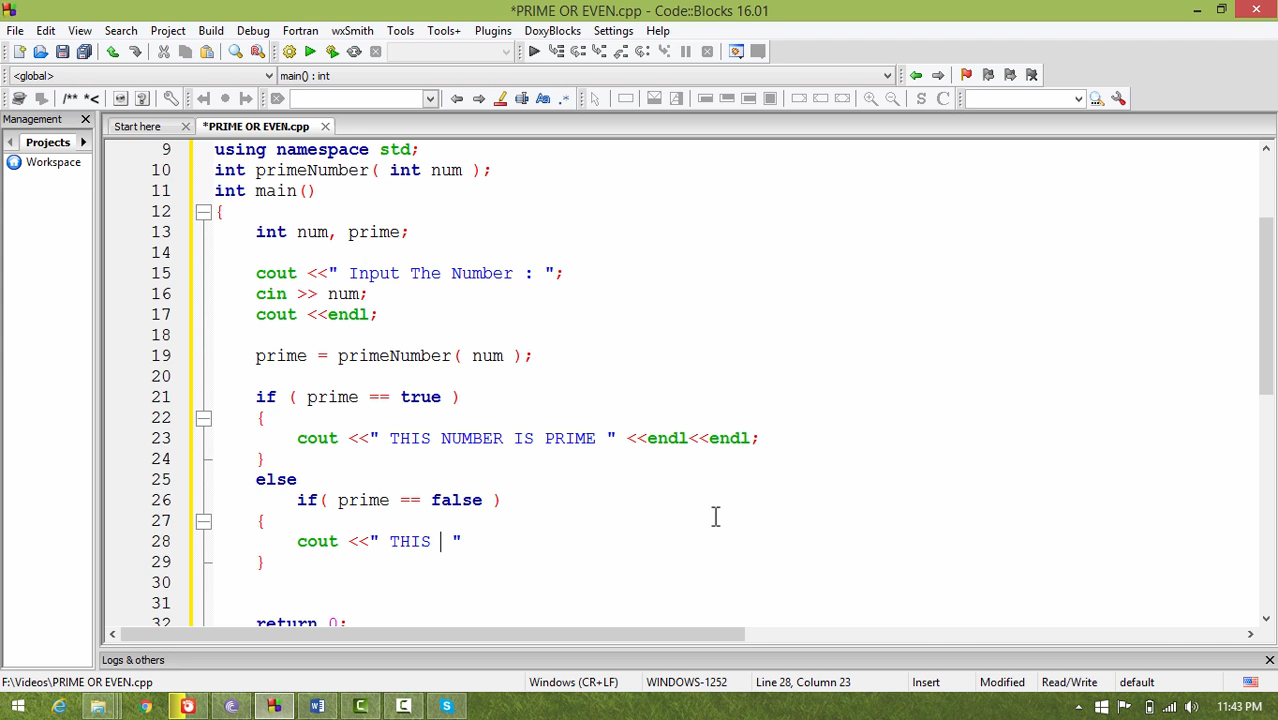 *PRIME OR EVEN.cpp - Code::Blocks 16.01
File Edit View Search Project Build Debug Fortran wxSmith Tools Tools+ Plugins DoxyBlocks Settings Help
<global> main() : int
/** *<
S C
Management
Start here *PRIME OR EVEN.cpp
Projects
Workspace
9 using namespace std;
10 int primeNumber( int num );
11 int main()
12 {
13 int num, prime;
14
15 cout <<" Input The Number : ";
16 cin >> num;
17 cout <<endl;
18
19 prime = primeNumber( num );
20
21 if ( prime == true )
22 {
23 cout <<" THIS NUMBER IS PRIME " <<endl<<endl;
24 }
25 else
26 if( prime == false )
27 {
28 cout <<" THIS  "
29 }
30
31
32 return 0;
Logs & others
F:\Videos\PRIME OR EVEN.cpp Windows (CR+LF) WINDOWS-1252 Line 28, Column 23 Insert Modified Read/Write default
11:43 PM